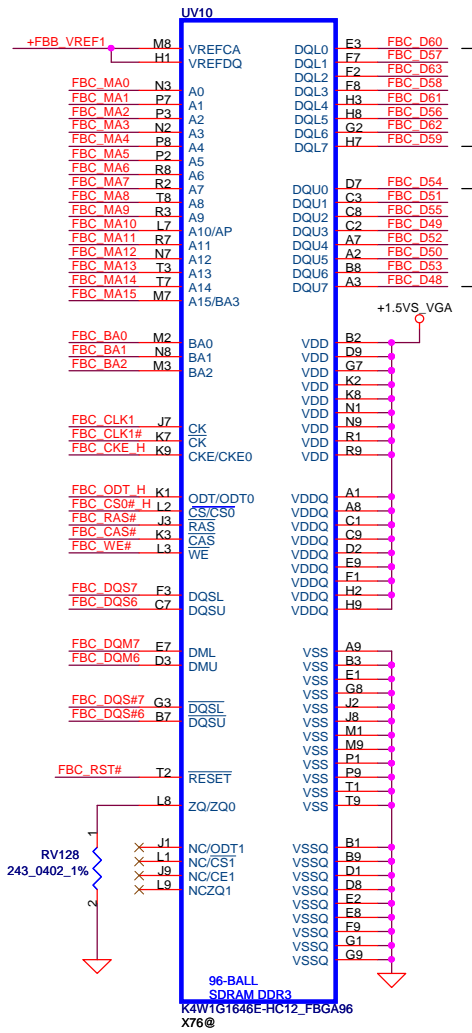 UV10
+FBB_VREF1 M8 VREFCA DQL0 E3 FBC_D60
H1 VREFDQ DQL1 F7 FBC_D57
DQL2 F2 FBC_D63
FBC_MA0 N3 A0 DQL3 F8 FBC_D58
FBC_MA1 P7 A1 DQL4 H3 FBC_D61
FBC_MA2 P3 A2 DQL5 H8 FBC_D56
FBC_MA3 N2 A3 DQL6 G2 FBC_D62
FBC_MA4 P8 A4 DQL7 H7 FBC_D59
FBC_MA5 P2 A5
FBC_MA6 R8 A6
FBC_MA7 R2 A7 DQU0 D7 FBC_D54
FBC_MA8 T8 A8 DQU1 C3 FBC_D51
FBC_MA9 R3 A9 DQU2 C8 FBC_D55
FBC_MA10 L7 A10/AP DQU3 C2 FBC_D49
FBC_MA11 R7 A11 DQU4 A7 FBC_D52
FBC_MA12 N7 A12 DQU5 A2 FBC_D50
FBC_MA13 T3 A13 DQU6 B8 FBC_D53
FBC_MA14 T7 A14 DQU7 A3 FBC_D48
FBC_MA15 M7 A15/BA3
+1.5VS_VGA
FBC_BA0 M2 BA0 VDD B2
FBC_BA1 N8 BA1 VDD D9
FBC_BA2 M3 BA2 VDD G7
VDD K2
VDD K8
VDD N1
FBC_CLK1 J7 CK VDD N9
FBC_CLK1# K7 CK VDD R1
FBC_CKE_H K9 CKE/CKE0 VDD R9
FBC_ODT_H K1 ODT/ODT0 VDDQ A1
FBC_CS0#_H L2 CS/CS0 VDDQ A8
FBC_RAS# J3 RAS VDDQ C1
FBC_CAS# K3 CAS VDDQ C9
FBC_WE# L3 WE VDDQ D2
VDDQ E9
VDDQ F1
FBC_DQS7 F3 DQSL VDDQ H2
FBC_DQS6 C7 DQSU VDDQ H9
FBC_DQM7 E7 DML VSS A9
FBC_DQM6 D3 DMU VSS B3
VSS E1
VSS G8
FBC_DQS#7 G3 DQSL VSS J2
FBC_DQS#6 B7 DQSU VSS J8
VSS M1
VSS M9
VSS P1
FBC_RST# T2 RESET VSS P9
VSS T1
L8 ZQ/ZQ0 VSS T9
1
J1 NC/ODT1 VSSQ B1
RV128 L1 NC/CS1 VSSQ B9
243_0402_1% J9 NC/CE1 VSSQ D1
L9 NCZQ1 VSSQ D8
2 VSSQ E2
VSSQ E8
VSSQ F9
VSSQ G1
VSSQ G9
96-BALL
SDRAM DDR3
K4W1G1646E-HC12_FBGA96
X76@